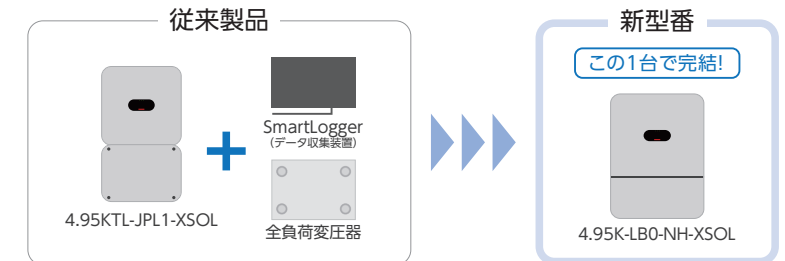 従来製品
新型番
この1台で完結!
SmartLogger
(データ収集装置)
4.95KTL-JPL1-XSOL
全負荷変圧器
4.95K-LB0-NH-XSOL